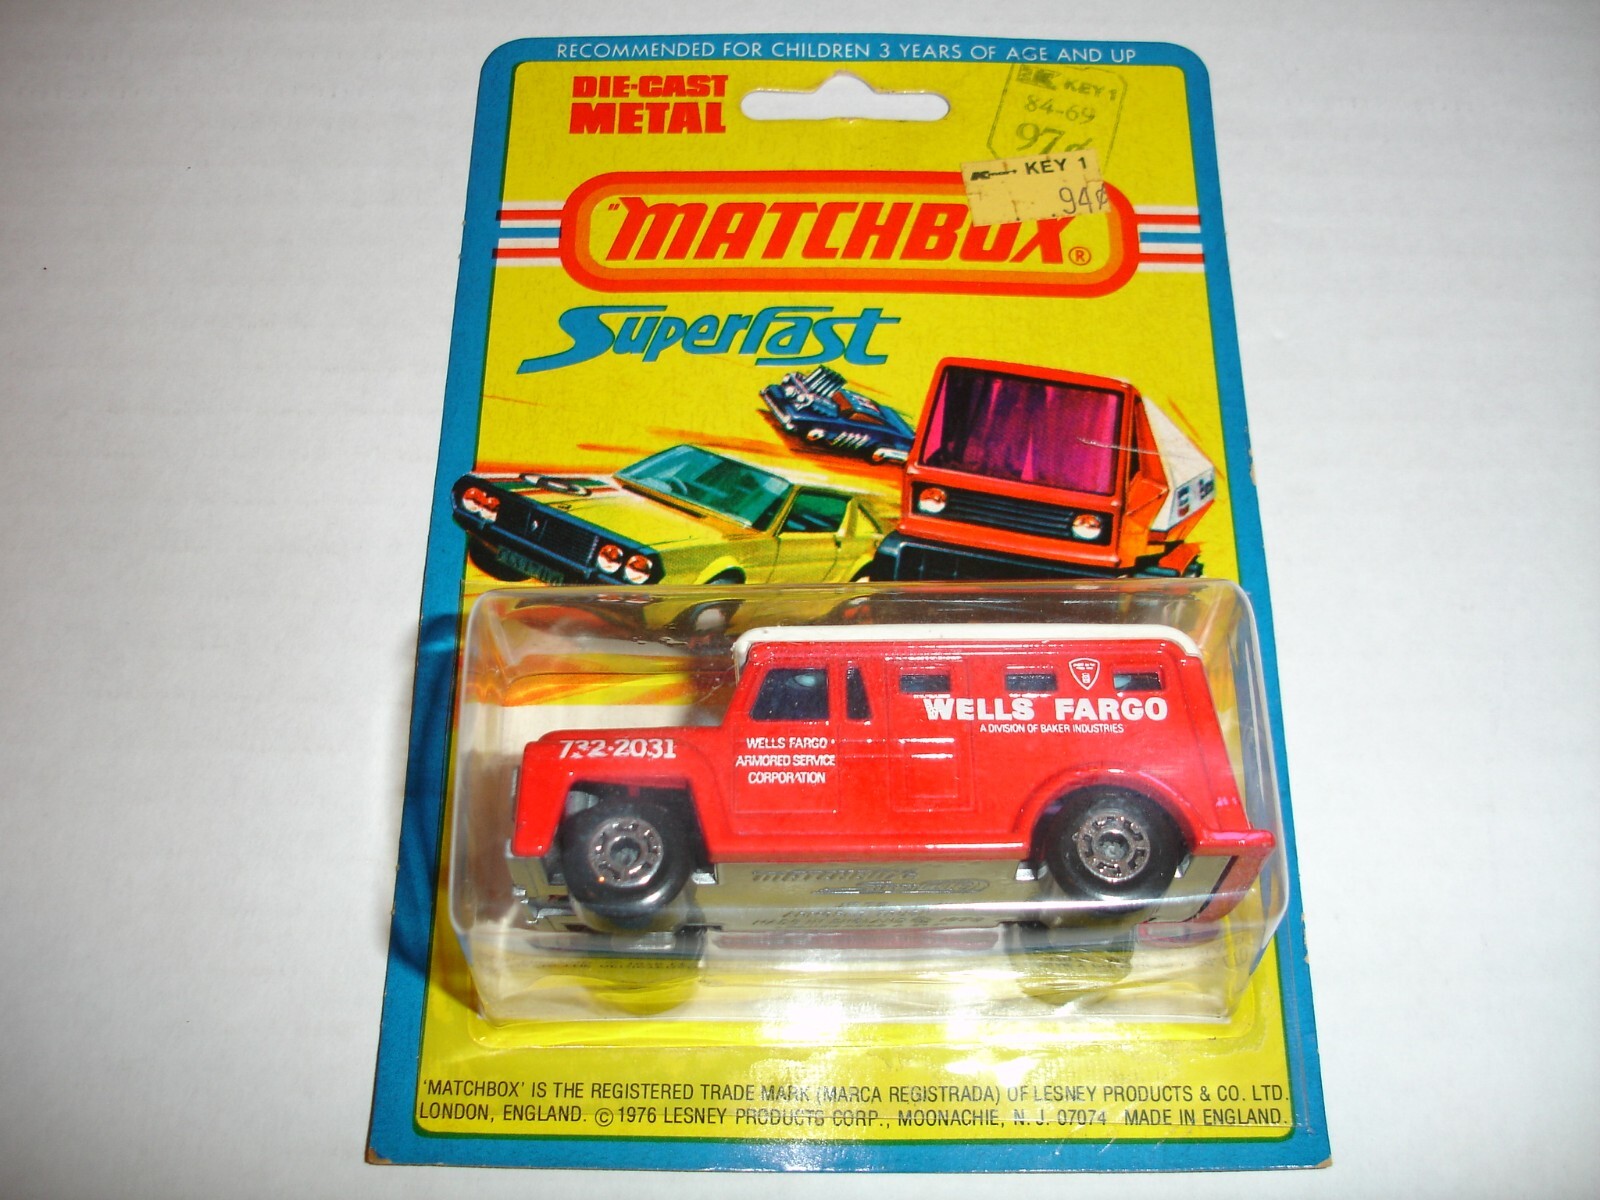 RECOMMENDED FOR CHILDREN 3 YEARS OF AGE AND UP
DIE-CAST
METAL
KEY 1
84-69
97¢
KEY 1
.94¢
"MATCHBOX®
Superfast
WELLS FARGO
A DIVISION OF BAKER INDUSTRIES
732-2031
WELLS FARGO
ARMORED SERVICE
CORPORATION
MATCHBOX
Superfast
'MATCHBOX' IS THE REGISTERED TRADE MARK (MARCA REGISTRADA) OF LESNEY PRODUCTS & CO. LTD.
LONDON, ENGLAND. © 1976 LESNEY PRODUCTS CORP., MOONACHIE, N. J. 07074 MADE IN ENGLAND.